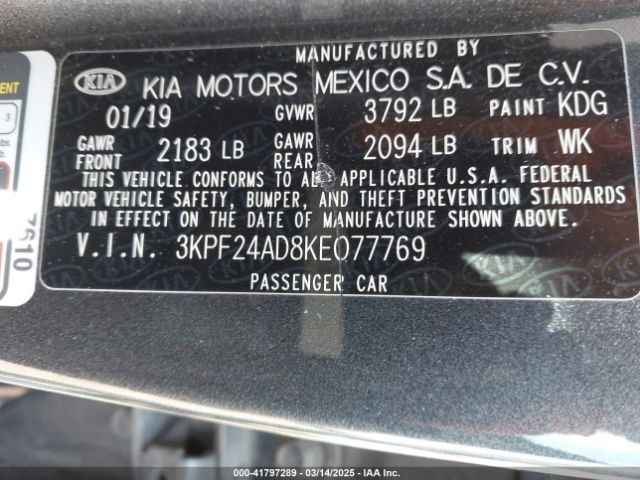 MANUFACTURED BY
KIA KIA MOTORS MEXICO S.A. DE C.V.
01/19 GVWR 3792 LB PAINT KDG
GAWR FRONT 2183 LB GAWR REAR 2094 LB TRIM WK
THIS VEHICLE CONFORMS TO ALL APPLICABLE U.S.A. FEDERAL
MOTOR VEHICLE SAFETY, BUMPER, AND THEFT PREVENTION STANDARDS
IN EFFECT ON THE DATE OF MANUFACTURE SHOWN ABOVE.
V.I.N. 3KPF24AD8KE077769
PASSENGER CAR
3
lbs.
7610
000-41797289 — 03/14/2025 — IAA Inc.